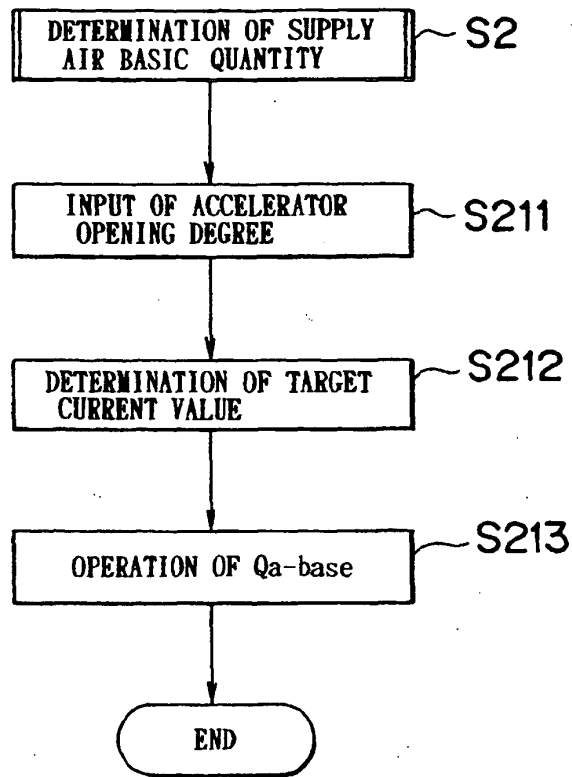 DETERMINATION OF SUPPLY
AIR BASIC QUANTITY
S2
INPUT OF ACCELERATOR
OPENING DEGREE
S211
DETERMINATION OF TARGET
CURRENT VALUE
S212
OPERATION OF Qa-base
S213
END